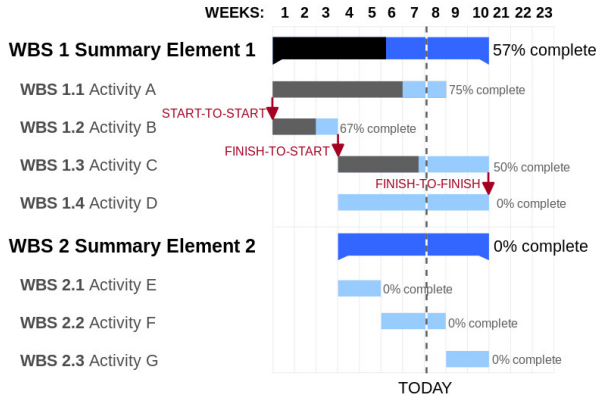 WEEKS: 1 2 3 4 5 6 7 8 9 10 21 22 23
WBS 1 Summary Element 1 57% complete
WBS 1.1 Activity A 75% complete
START-TO-START
WBS 1.2 Activity B 67% complete
FINISH-TO-START
WBS 1.3 Activity C 50% complete
FINISH-TO-FINISH
WBS 1.4 Activity D 0% complete
WBS 2 Summary Element 2 0% complete
WBS 2.1 Activity E 0% complete
WBS 2.2 Activity F 0% complete
WBS 2.3 Activity G 0% complete
TODAY